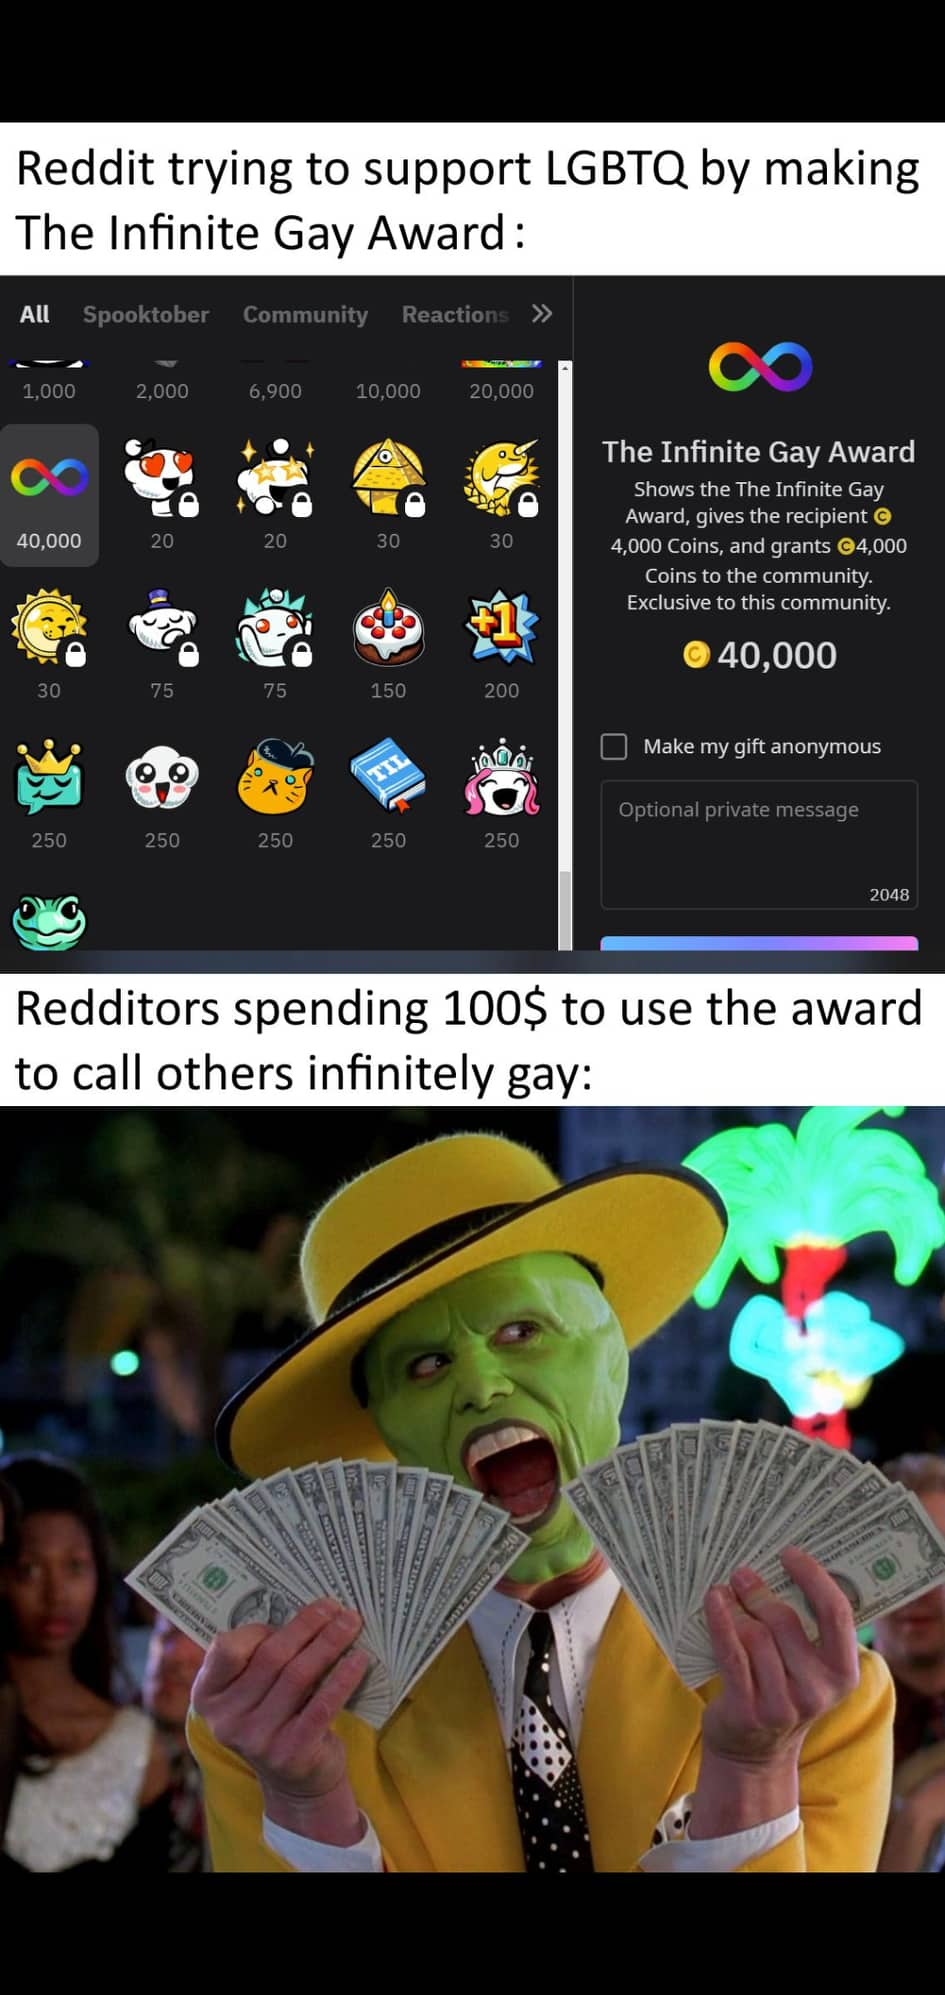 Reddit trying to support LGBTQ by making
The Infinite Gay Award:
All Spooktober Community Reactions
1,000 2,000 6,900 10,000 20,000
The Infinite Gay Award
Shows the The Infinite Gay
Award, gives the recipient
4,000 Coins, and grants 4,000
Coins to the community.
Exclusive to this community.
40,000
40,000 20 20 30 30
+1
30 75 75 150 200
Make my gift anonymous
TIL
Optional private message
250 250 250 250 250
2048
Redditors spending 100$ to use the award
to call others infinitely gay: